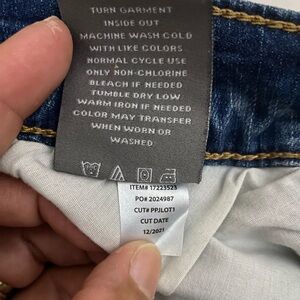 TURN GARMENT
INSIDE OUT
MACHINE WASH COLD
WITH LIKE COLORS
NORMAL CYCLE USE
ONLY NON-CHLORINE
BLEACH IF NEEDED
TUMBLE DRY LOW
WARM IRON IF NEEDED
COLOR MAY TRANSFER
WHEN WORN OR
WASHED
ITEM# 17223523
PO# 2024987
CUT# PPJLOT1
CUT DATE
12/2021